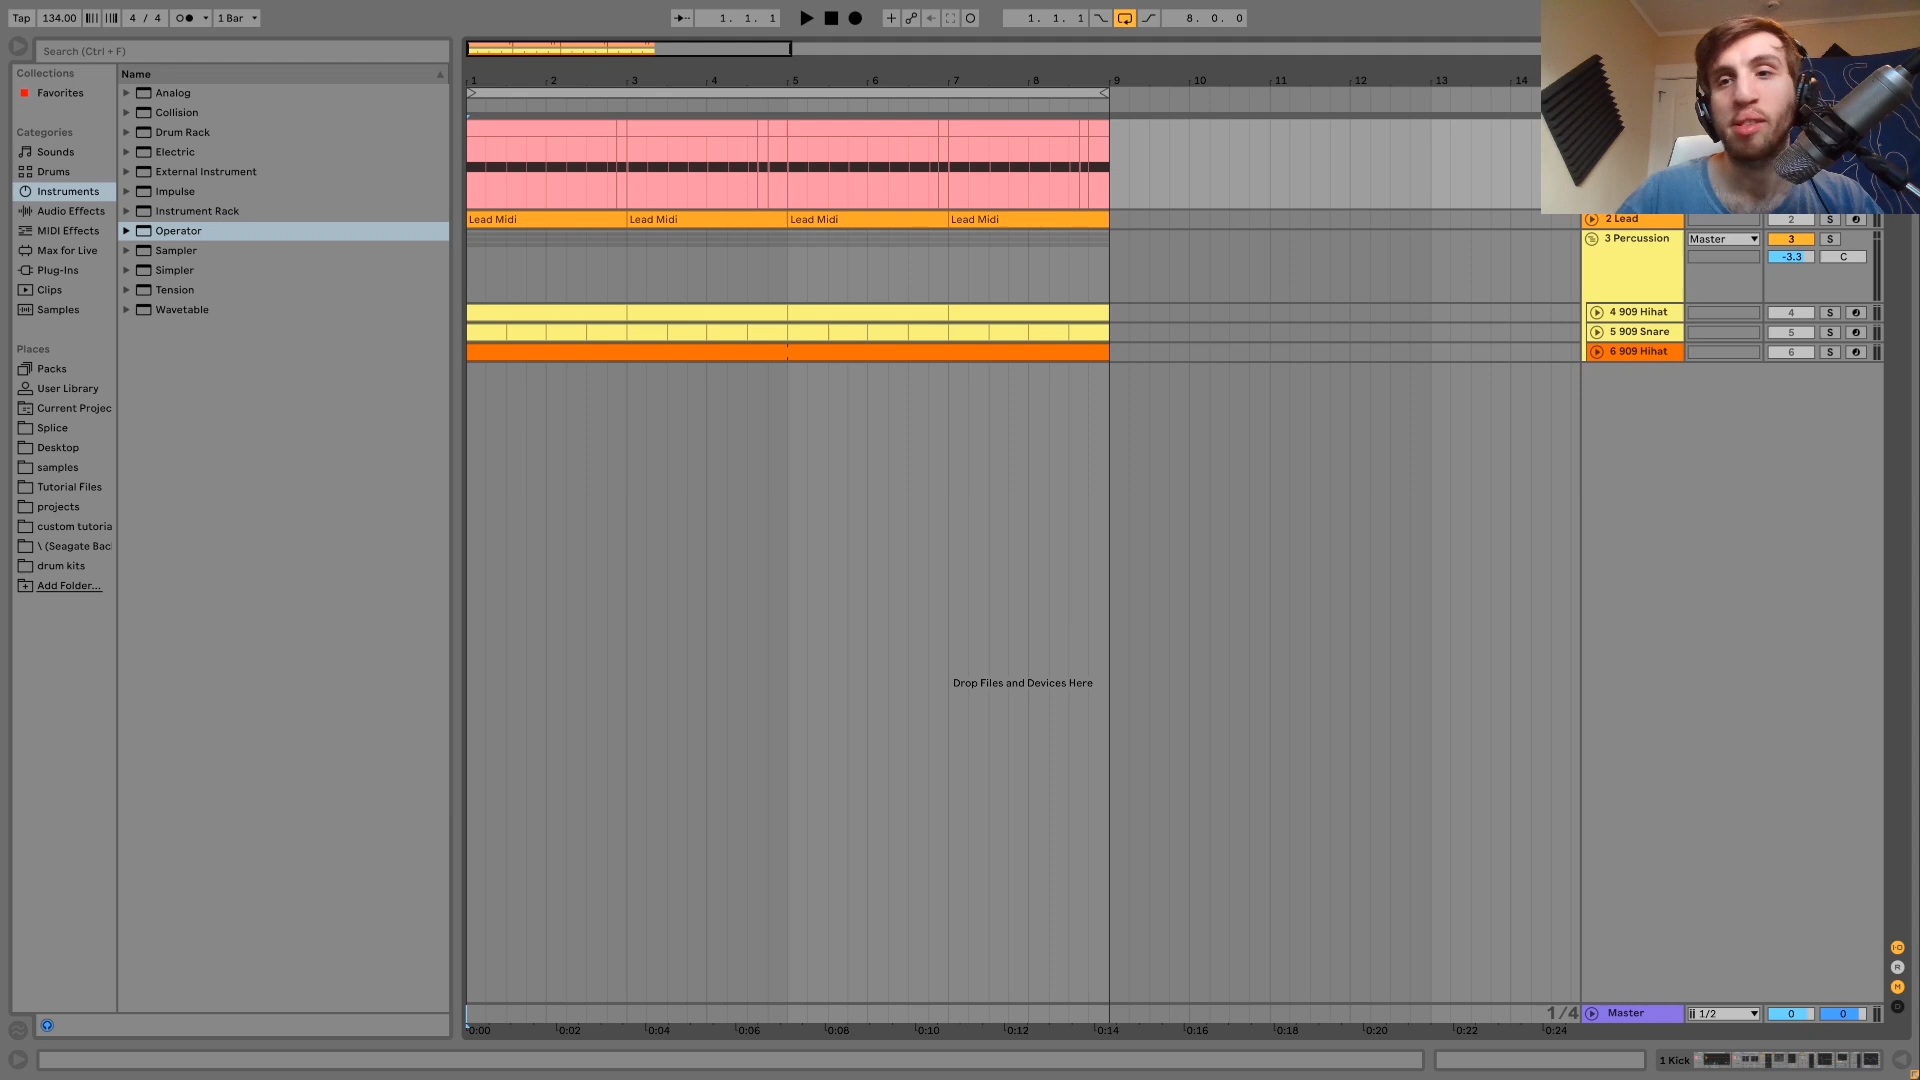 Tap 134.00 4 / 4 1 Bar 1. 1. 1 1. 1. 1 8. 0. 0
Search (Ctrl + F)
Collections
Favorites
Categories
Sounds
Drums
Instruments
Audio Effects
MIDI Effects
Max for Live
Plug-Ins
Clips
Samples
Places
Packs
User Library
Current Projec
Splice
Desktop
samples
Tutorial Files
projects
custom tutoria
\ (Seagate Bac
drum kits
Add Folder...
Name
Analog
Collision
Drum Rack
Electric
External Instrument
Impulse
Instrument Rack
Operator
Sampler
Simpler
Tension
Wavetable
1 2 3 4 5 6 7 8 9 10 11 12 13 14
Lead Midi Lead Midi Lead Midi Lead Midi
2 Lead 2 S
3 Percussion Master 3 S
-3.3 C
4 909 Hihat 4 S
5 909 Snare 5 S
6 909 Hihat 6 S
Drop Files and Devices Here
1/4
Master 1/2 0 0
0:00 0:02 0:04 0:06 0:08 0:10 0:12 0:14 0:16 0:18 0:20 0:22 0:24
I·O
R
M
D
1 Kick